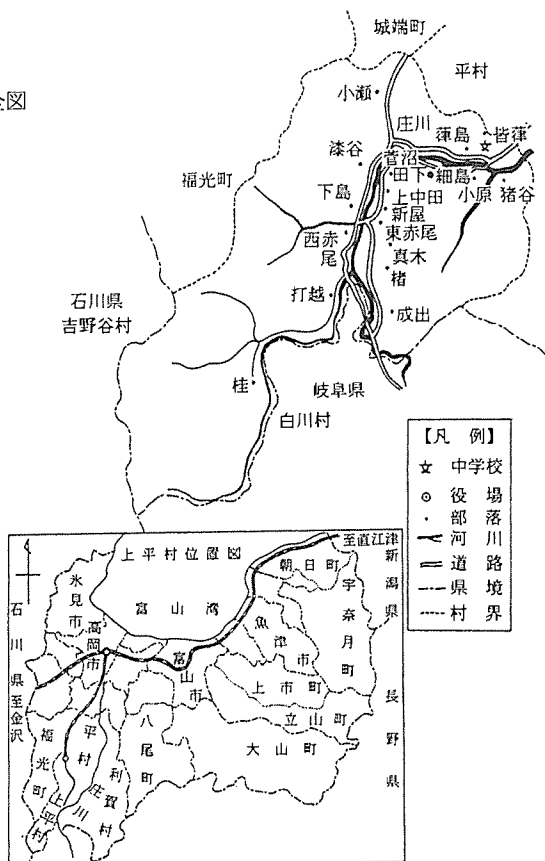 全図
城端町
平村
小瀬
庄川
葎島
皆葎
漆谷
菅沼
田下
細島
小原
猪谷
福光町
下島
上中田
新屋
西赤尾
東赤尾
真木
楮
石川県
吉野谷村
打越
成出
桂
岐阜県
白川村
【凡例】
中学校
役場
部落
河川
道路
県境
村界
上平村位置図
至直江津
新潟県
朝日町
宇奈月町
氷見市
富山湾
魚津市
石川県
高岡市
富山市
上市町
立山町
至金沢
長野県
大山町
八尾町
福光町
平村
利賀村
庄川
上平村